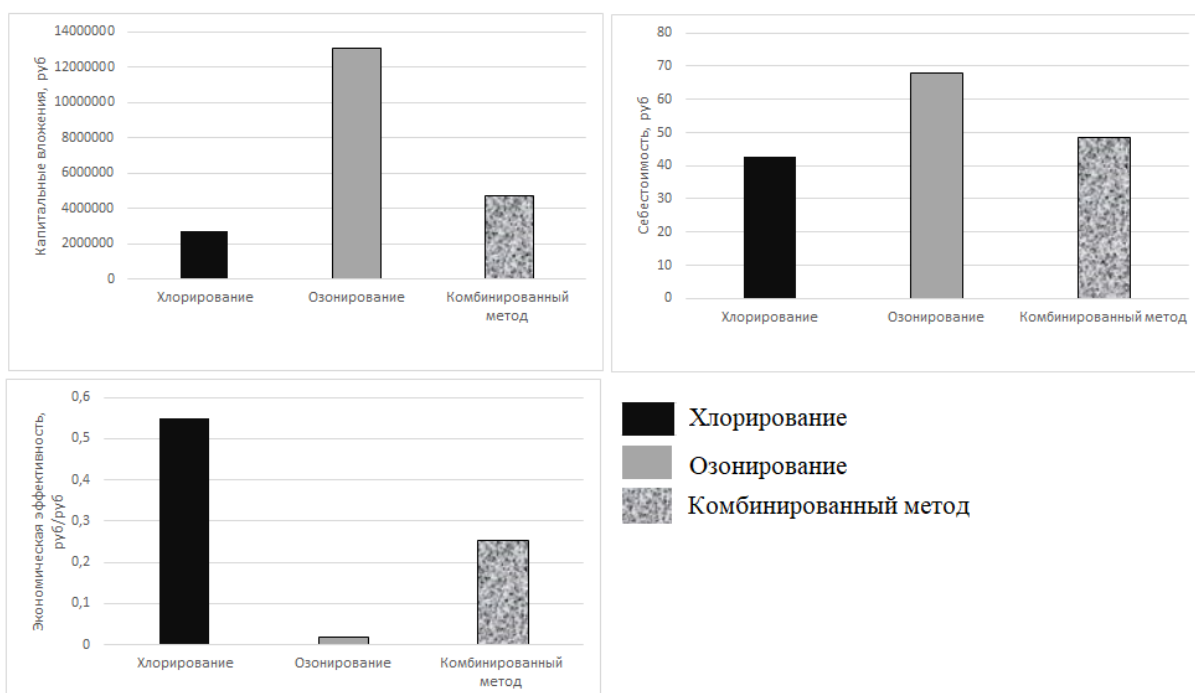 Капитальные вложения, руб
14000000
12000000
10000000
8000000
6000000
4000000
2000000
0
Хлорирование
Озонирование
Комбинированный
метод
Себестоимость, руб
80
70
60
50
40
30
20
10
0
Хлорирование
Озонирование
Комбинированный метод
Экономическая эффективность,
руб/руб
0,6
0,5
0,4
0,3
0,2
0,1
0
Хлорирование
Озонирование
Комбинированный
метод
Хлорирование
Озонирование
Комбинированный метод